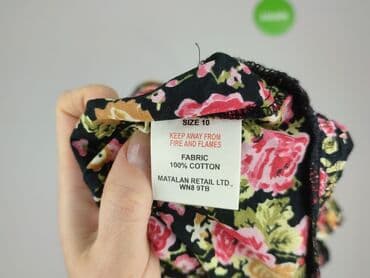 SIZE 10
KEEP AWAY FROM
FIRE AND FLAMES
FABRIC
100% COTTON
MATALAN RETAIL LTD.,
WN8 9TB